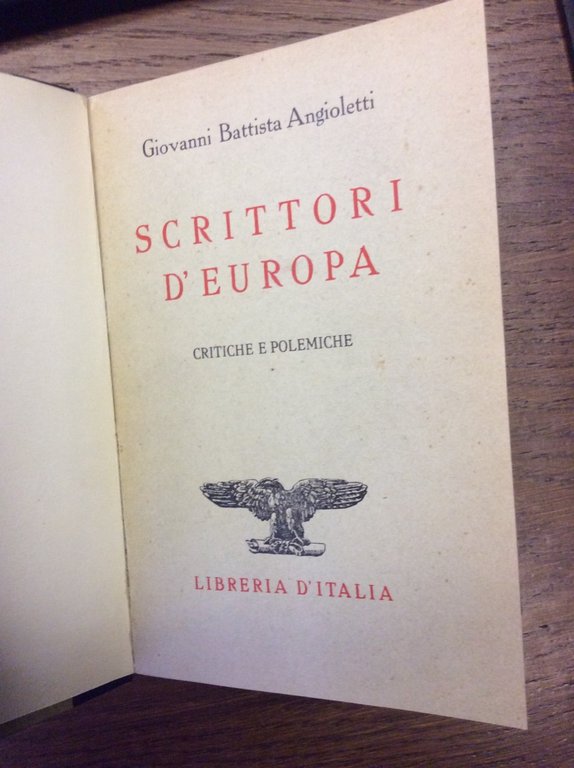 Giovanni Battista Angioletti
SCRITTORI
D'EUROPA
CRITICHE E POLEMICHE
LIBRERIA D'ITALIA